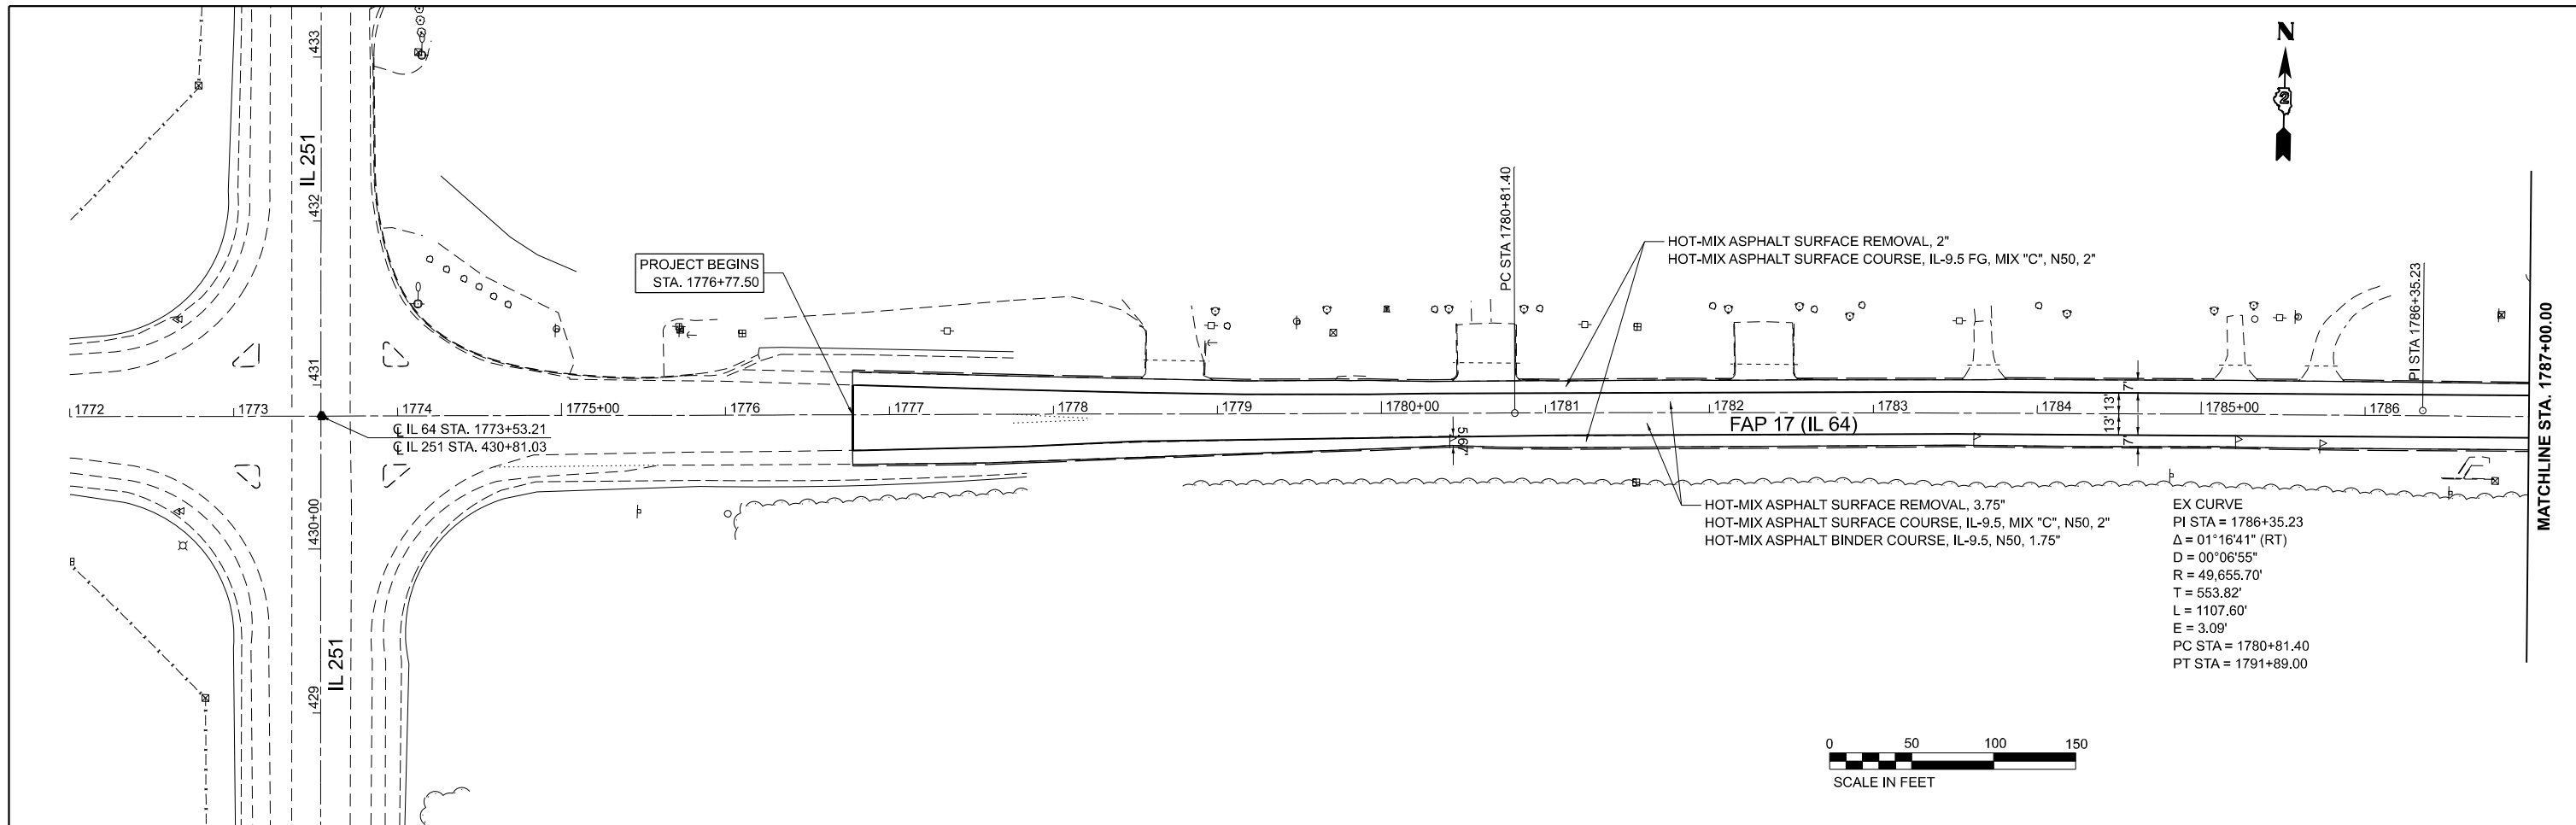 433
IL 251
432
431
430+00
IL 251
429
N
2
PROJECT BEGINS
STA. 1776+77.50
PC STA 1780+81.40
HOT-MIX ASPHALT SURFACE REMOVAL, 2"
HOT-MIX ASPHALT SURFACE COURSE, IL-9.5 FG, MIX "C", N50, 2"
PI STA 1786+35.23
MATCHLINE STA. 1787+00.00
1772
1773
1774
1775+00
1776
1777
1778
1779
1780+00
1781
1782
1783
1784
1785+00
1786
℄ IL 64 STA. 1773+53.21
℄ IL 251 STA. 430+81.03
FAP 17 (IL 64)
5.67'
7'
13'
13'
7'
HOT-MIX ASPHALT SURFACE REMOVAL, 3.75"
HOT-MIX ASPHALT SURFACE COURSE, IL-9.5, MIX "C", N50, 2"
HOT-MIX ASPHALT BINDER COURSE, IL-9.5, N50, 1.75"
EX CURVE
PI STA = 1786+35.23
Δ = 01°16'41" (RT)
D = 00°06'55"
R = 49,655.70'
T = 553.82'
L = 1107.60'
E = 3.09'
PC STA = 1780+81.40
PT STA = 1791+89.00
0 50 100 150
SCALE IN FEET